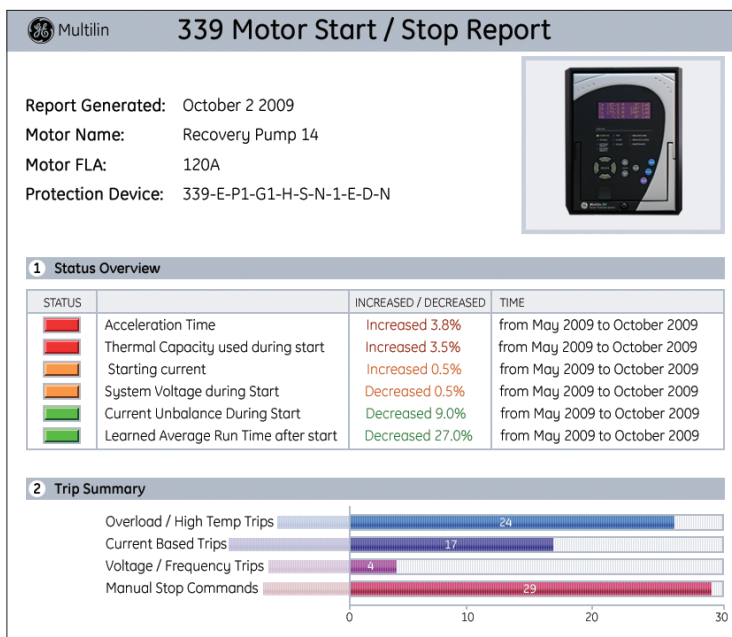 Multilin 339 Motor Start / Stop Report
Report Generated: October 2 2009
Motor Name: Recovery Pump 14
Motor FLA: 120A
Protection Device: 339-E-P1-G1-H-S-N-1-E-D-N
1 Status Overview
STATUS INCREASED / DECREASED TIME
Acceleration Time Increased 3.8% from May 2009 to October 2009
Thermal Capacity used during start Increased 3.5% from May 2009 to October 2009
Starting current Increased 0.5% from May 2009 to October 2009
System Voltage during Start Decreased 0.5% from May 2009 to October 2009
Current Unbalance During Start Decreased 9.0% from May 2009 to October 2009
Learned Average Run Time after start Decreased 27.0% from May 2009 to October 2009
2 Trip Summary
Overload / High Temp Trips 24
Current Based Trips 17
Voltage / Frequency Trips 4
Manual Stop Commands 29
0 10 20 30